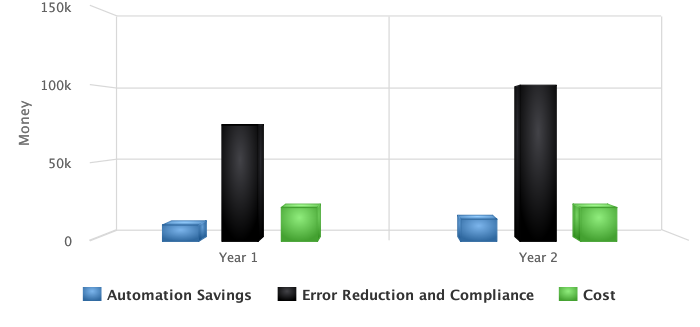 150k
100k
50k
0
Money
Year 1
Year 2
Automation Savings
Error Reduction and Compliance
Cost